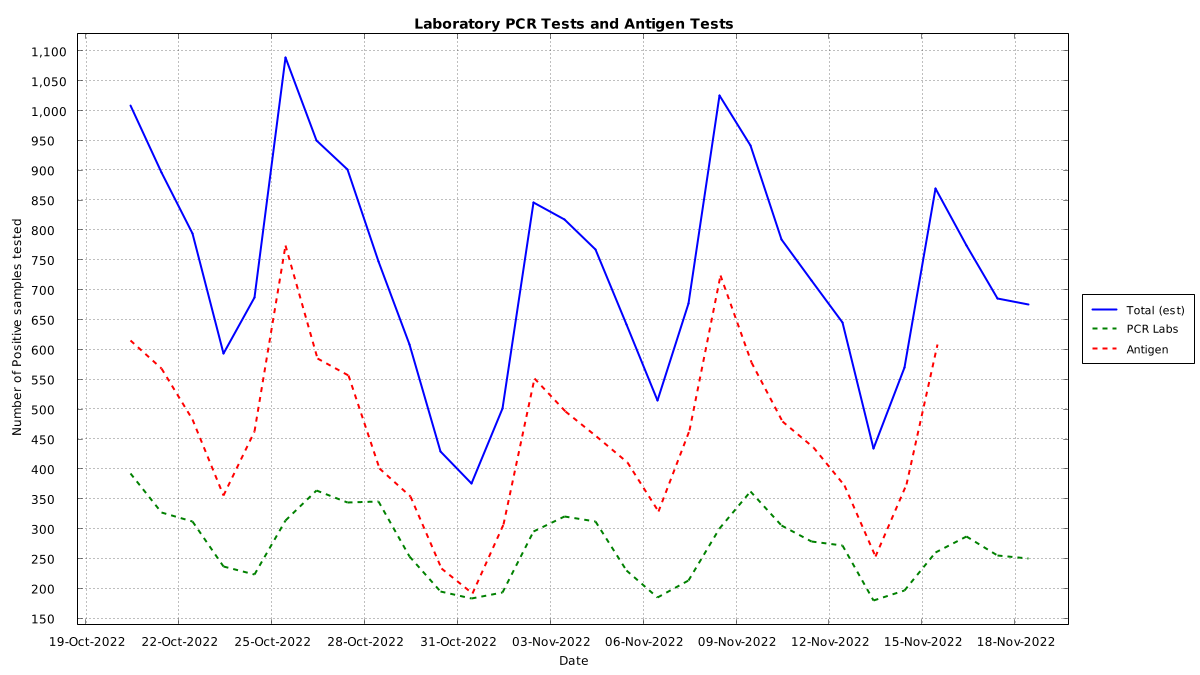 Laboratory PCR Tests and Antigen Tests
1,100
1,050
1,000
950
900
850
800
750
700
650
600
550
500
450
400
350
300
250
200
150
Number of Positive samples tested
19-Oct-2022 22-Oct-2022 25-Oct-2022 28-Oct-2022 31-Oct-2022 03-Nov-2022 06-Nov-2022 09-Nov-2022 12-Nov-2022 15-Nov-2022 18-Nov-2022
Date
Total (est)
PCR Labs
Antigen